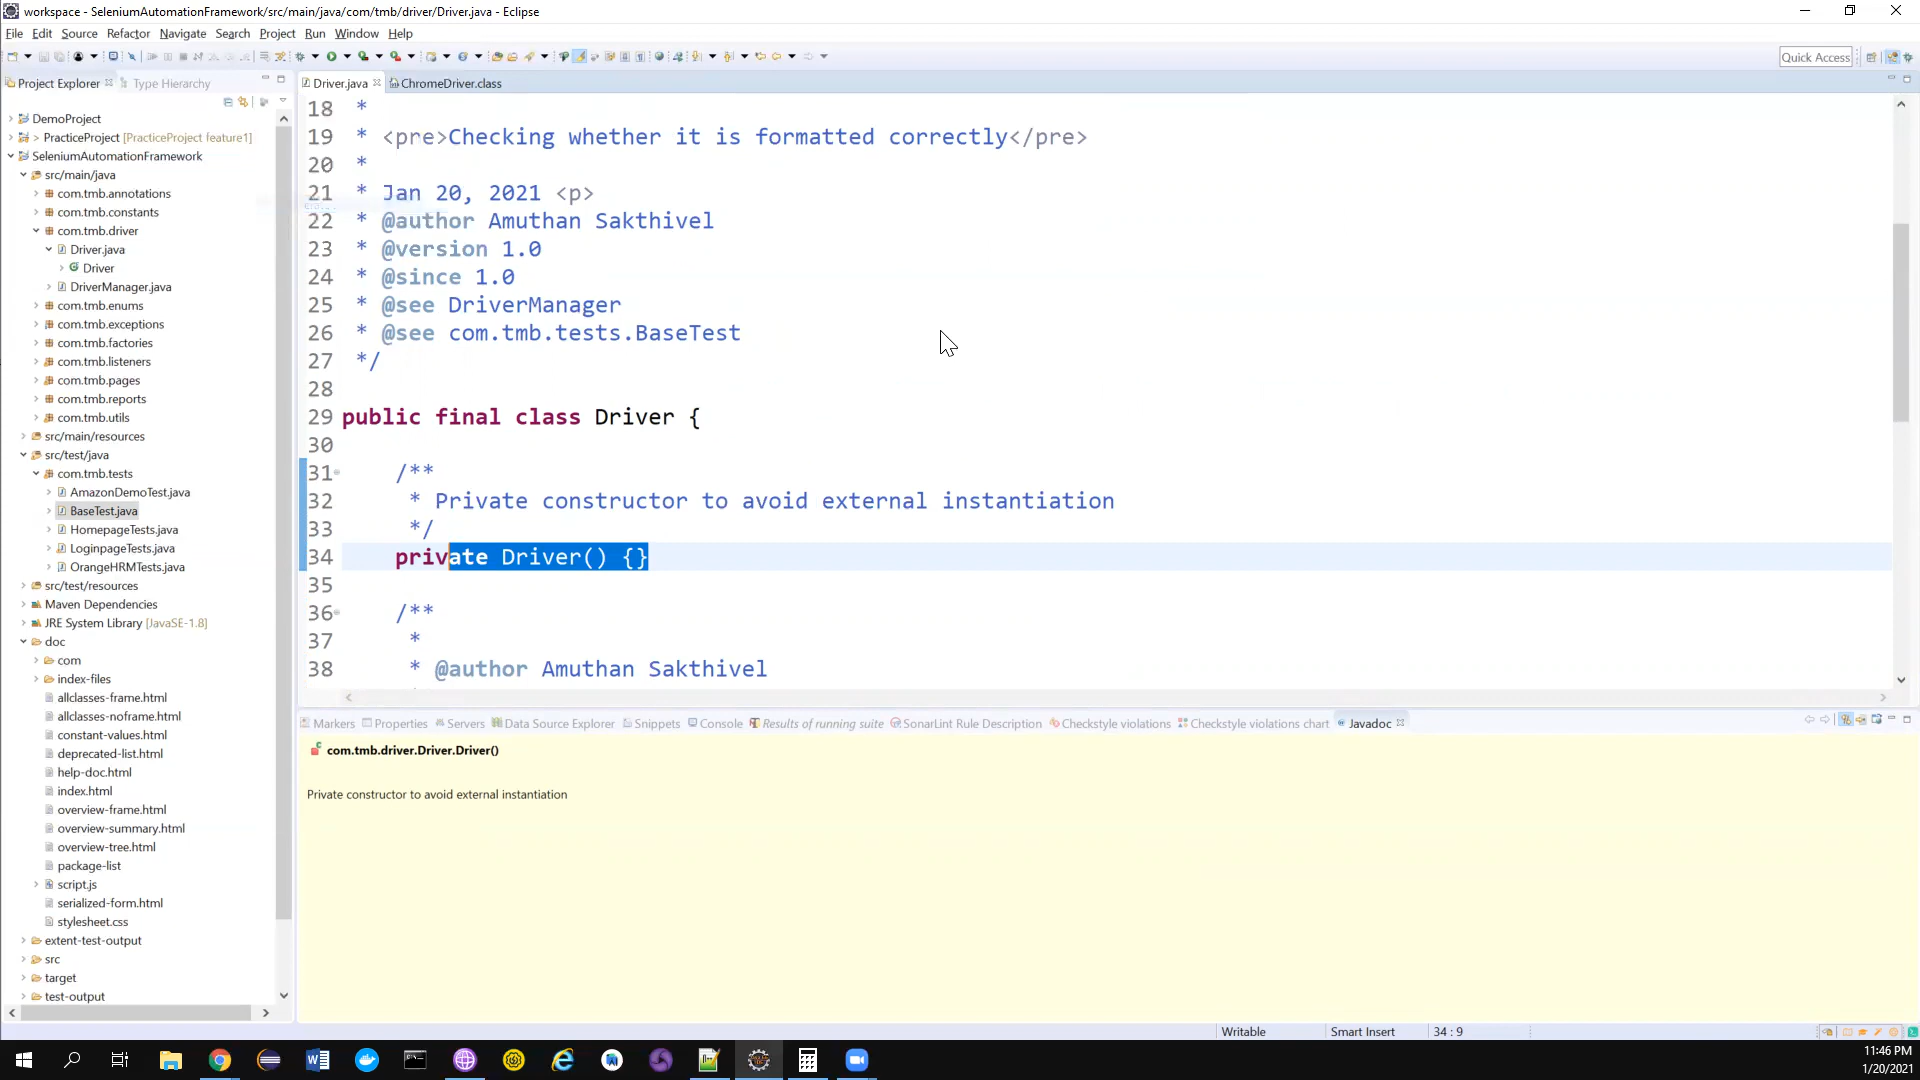 workspace - SeleniumAutomationFramework/src/main/java/com/tmb/driver/Driver.java - Eclipse
File Edit Source Refactor Navigate Search Project Run Window Help
Quick Access
Project Explorer Type Hierarchy
DemoProject
> PracticeProject [PracticeProject feature1]
SeleniumAutomationFramework
src/main/java
com.tmb.annotations
com.tmb.constants
com.tmb.driver
Driver.java
Driver
DriverManager.java
com.tmb.enums
com.tmb.exceptions
com.tmb.factories
com.tmb.listeners
com.tmb.pages
com.tmb.reports
com.tmb.utils
src/main/resources
src/test/java
com.tmb.tests
AmazonDemoTest.java
BaseTest.java
HomepageTests.java
LoginpageTests.java
OrangeHRMTests.java
src/test/resources
Maven Dependencies
JRE System Library [JavaSE-1.8]
doc
com
index-files
allclasses-frame.html
allclasses-noframe.html
constant-values.html
deprecated-list.html
help-doc.html
index.html
overview-frame.html
overview-summary.html
overview-tree.html
package-list
script.js
serialized-form.html
stylesheet.css
extent-test-output
src
target
test-output
Driver.java ChromeDriver.class
18 *
19 * <pre>Checking whether it is formatted correctly</pre>
20 *
21 * Jan 20, 2021 <p>
22 * @author Amuthan Sakthivel
23 * @version 1.0
24 * @since 1.0
25 * @see DriverManager
26 * @see com.tmb.tests.BaseTest
27 */
28
29 public final class Driver {
30
31 /**
32 * Private constructor to avoid external instantiation
33 */
34 private Driver() {}
35
36 /**
37 *
38 * @author Amuthan Sakthivel
Markers Properties Servers Data Source Explorer Snippets Console Results of running suite SonarLint Rule Description Checkstyle violations Checkstyle violations chart Javadoc
com.tmb.driver.Driver.Driver()
Private constructor to avoid external instantiation
Writable Smart Insert 34 : 9
11:46 PM
1/20/2021